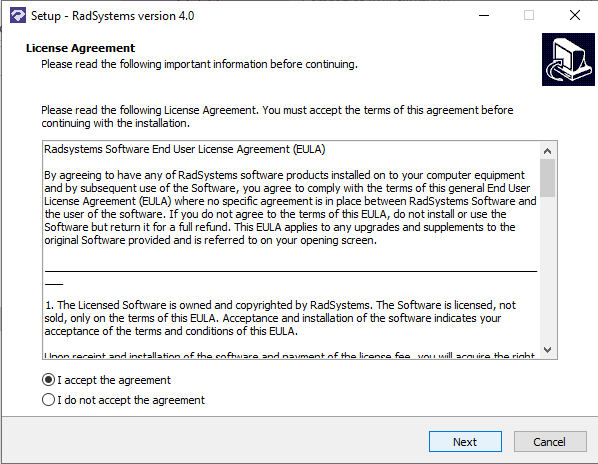 Setup - RadSystems version 4.0
License Agreement
Please read the following important information before continuing.
Please read the following License Agreement. You must accept the terms of this agreement before
continuing with the installation.
Radsystems Software End User License Agreement (EULA)
By agreeing to have any of RadSystems software products installed on to your computer equipment
and by subsequent use of the Software, you agree to comply with the terms of this general End User
License Agreement (EULA) where no specific agreement is in place between RadSystems Software and
the user of the software. If you do not agree to the terms of this EULA, do not install or use the
Software but return it for a full refund. This EULA applies to any upgrades and supplements to the
original Software provided and is referred to on your opening screen.
1. The Licensed Software is owned and copyrighted by RadSystems. The Software is licensed, not
sold, only on the terms of this EULA. Acceptance and installation of the software indicates your
acceptance of the terms and conditions of this EULA.
Upon receipt and installation of the software and payment of the license fee, you will acquire the right
I accept the agreement
I do not accept the agreement
Next
Cancel